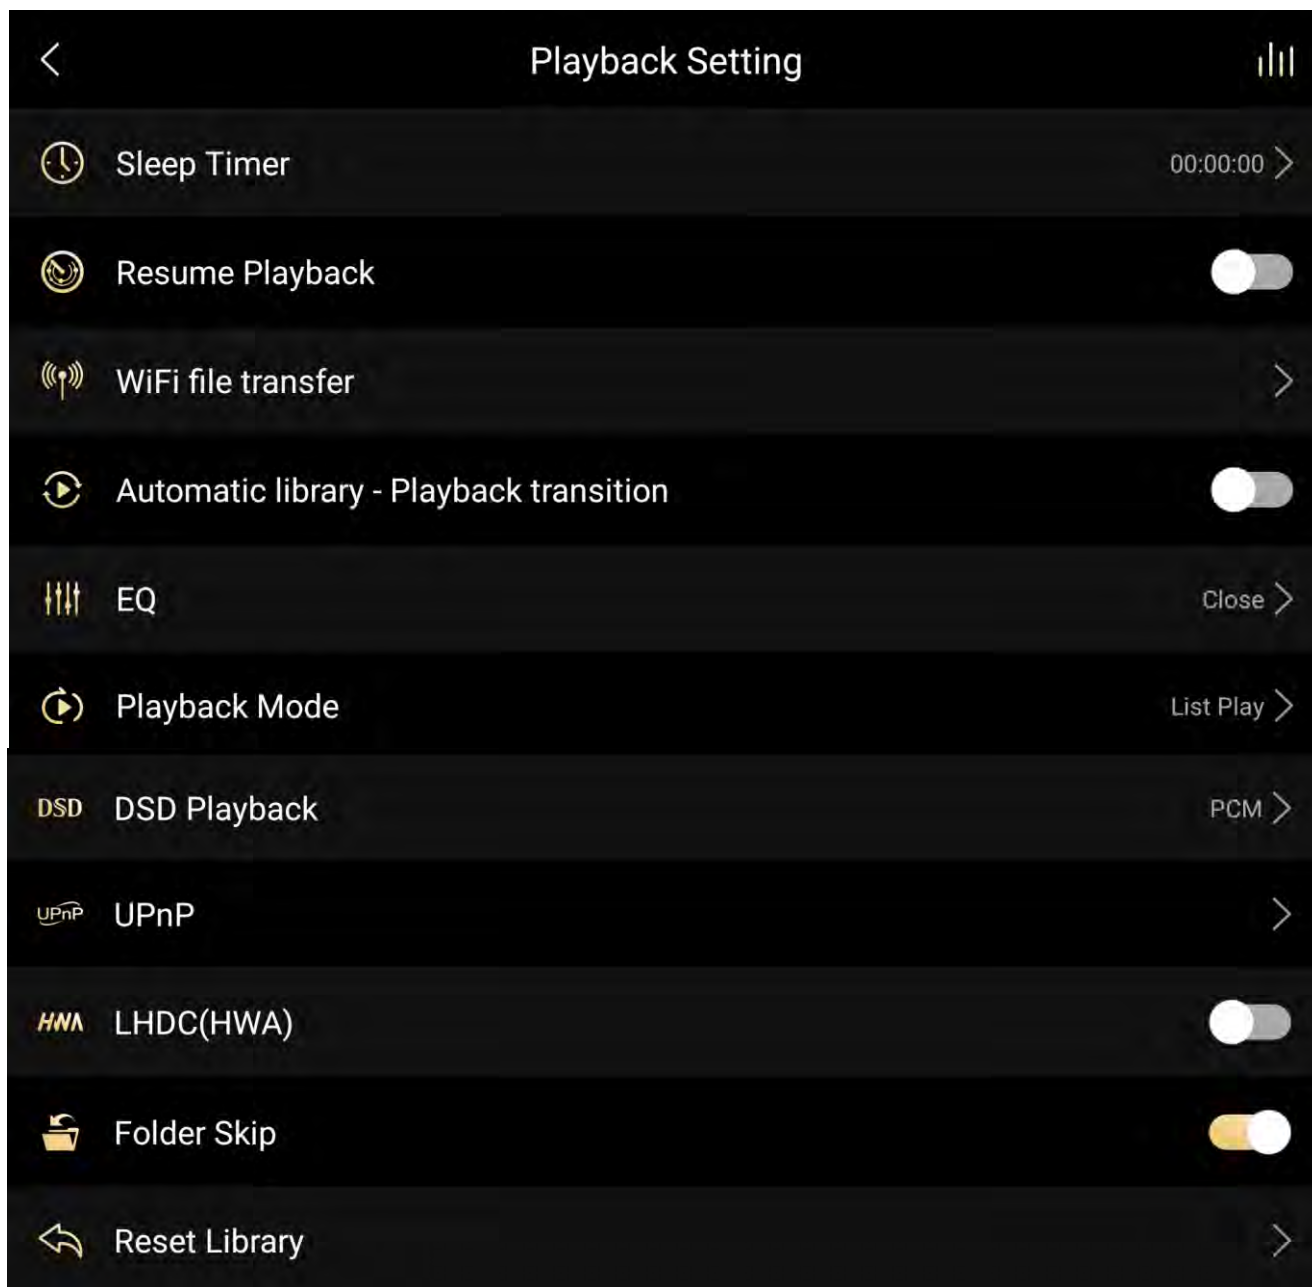 Playback Setting
Sleep Timer 00:00:00
Resume Playback
WiFi file transfer
Automatic library - Playback transition
EQ Close
Playback Mode List Play
DSD DSD Playback PCM
UPnP UPnP
HWA LHDC(HWA)
Folder Skip
Reset Library